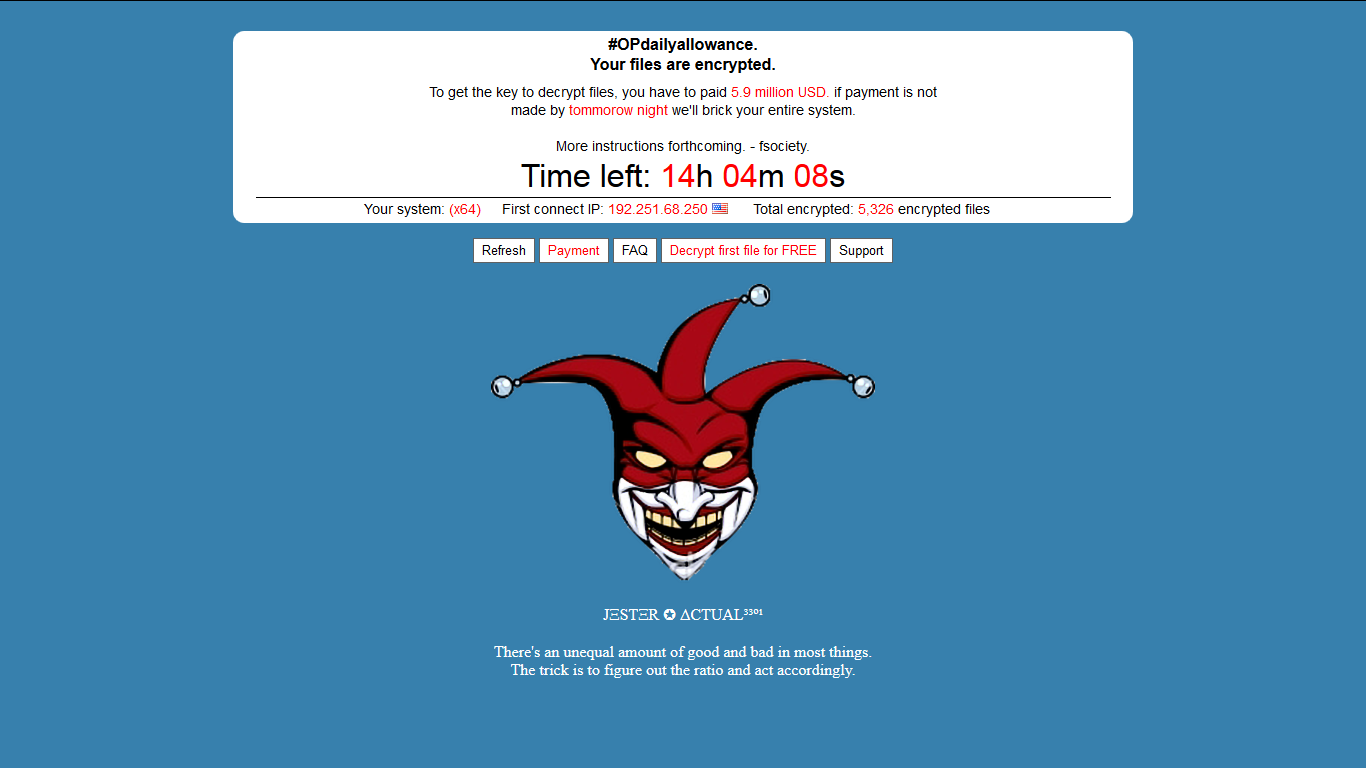 #OPdailyallowance.
Your files are encrypted.
To get the key to decrypt files, you have to paid 5.9 million USD. if payment is not
made by tommorow night we'll brick your entire system.
More instructions forthcoming. - fsociety.
Time left: 14h 04m 08s
Your system: (x64) First connect IP: 192.251.68.250 Total encrypted: 5,326 encrypted files
Refresh Payment FAQ Decrypt first file for FREE Support
JΞSTΞR ✪ ΔCTUAL³³⁰¹
There's an unequal amount of good and bad in most things.
The trick is to figure out the ratio and act accordingly.